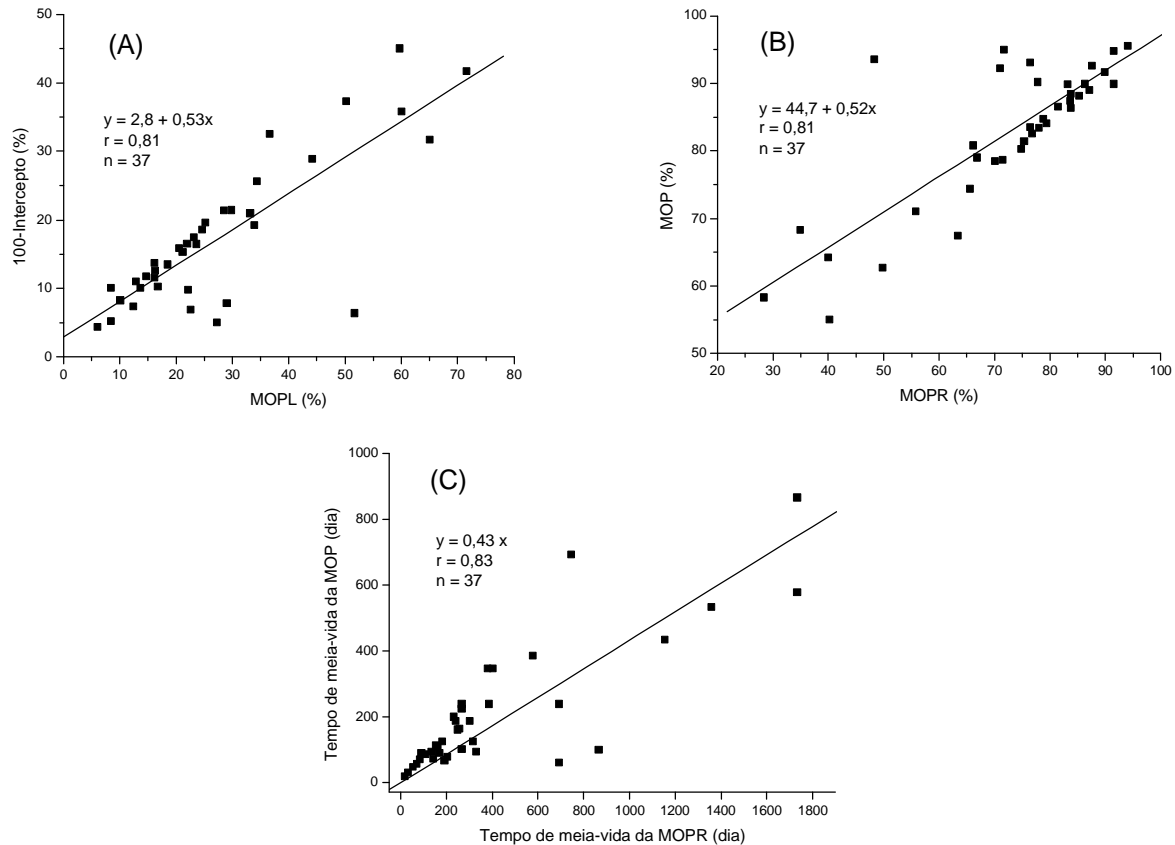 (A)
y = 2,8 + 0,53x
r = 0,81
n = 37
100-Intercepto (%)
50
40
30
20
10
0
0 10 20 30 40 50 60 70 80
MOPL (%)
(B)
y = 44,7 + 0,52x
r = 0,81
n = 37
MOP (%)
100
90
80
70
60
50
20 30 40 50 60 70 80 90 100
MOPR (%)
(C)
y = 0,43 x
r = 0,83
n = 37
Tempo de meia-vida da MOP (dia)
1000
800
600
400
200
0
0 200 400 600 800 1000 1200 1400 1600 1800
Tempo de meia-vida da MOPR (dia)